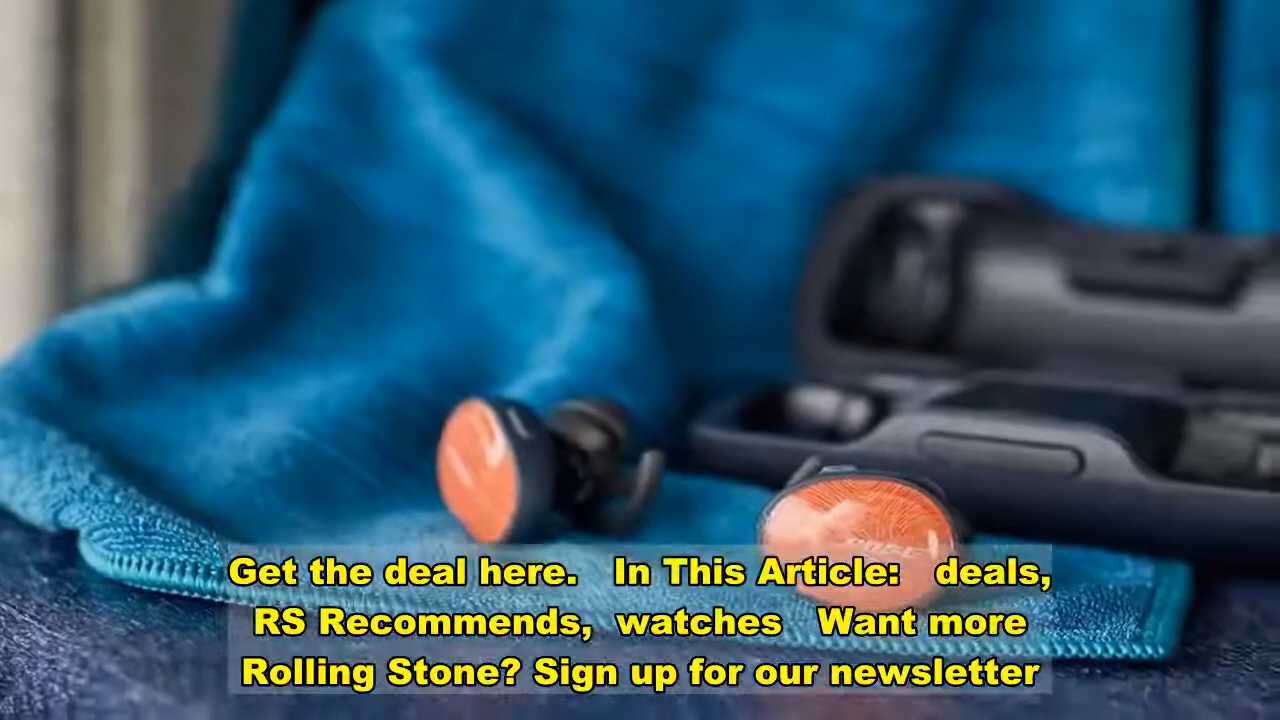 Get the deal here. In This Article: deals,
RS Recommends, watches Want more
Rolling Stone? Sign up for our newsletter